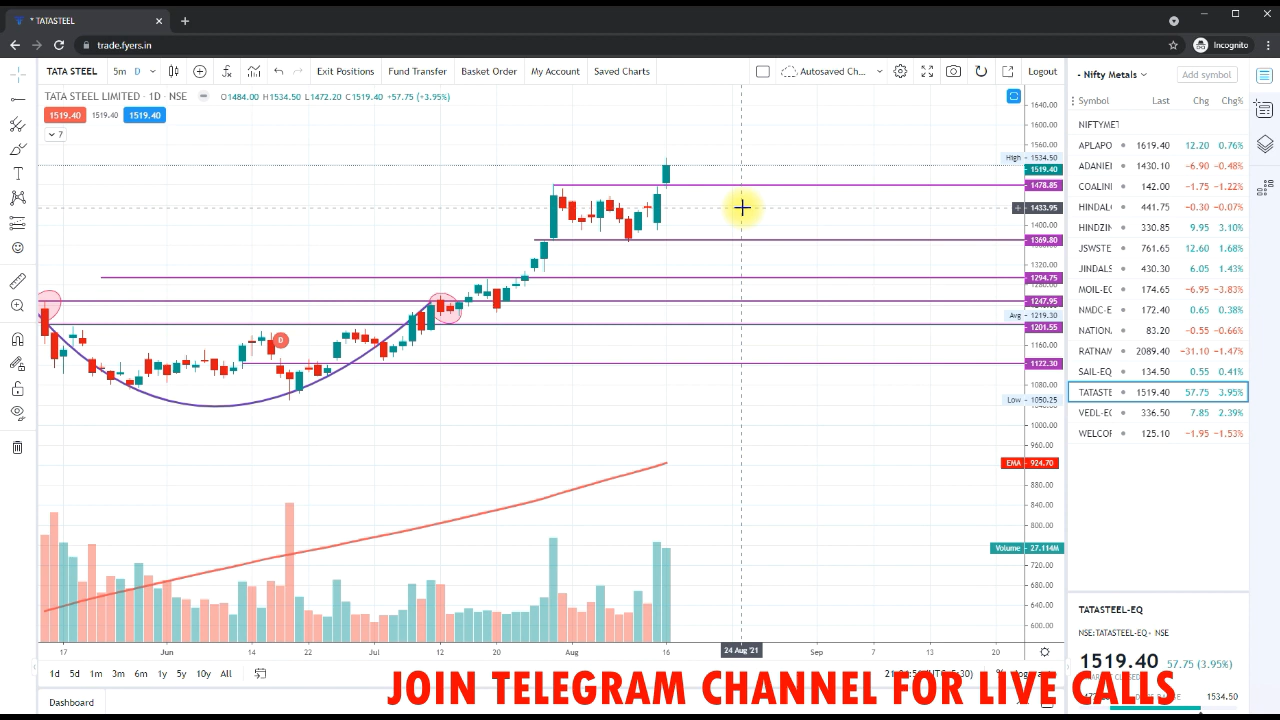 * TATASTEEL
trade.fyers.in
Incognito
TATA STEEL 5m D Exit Positions Fund Transfer Basket Order My Account Saved Charts Autosaved Ch... Logout
TATA STEEL LIMITED · 1D · NSE O1484.00 H1534.50 L1472.20 C1519.40 +57.75 (+3.95%)
1519.40 1519.40 1519.40
7
1640.00
1600.00
1560.00
High 1534.50
1519.40
1478.85
1433.95
1400.00
1369.80
1320.00
1294.75
1280.00
1247.95
Avg 1219.30
1201.55
1160.00
1122.30
1080.00
Low 1050.25
1000.00
960.00
EMA 924.70
880.00
840.00
800.00
Volume 27.114M
720.00
680.00
640.00
600.00
D
17 Jun 14 22 Jul 12 20 Aug 16 24 Aug '21 Sep 7 13 20
1d 5d 1m 3m 6m 1y 5y 10y All
Dashboard
Nifty Metals Add symbol
Symbol Last Chg Chg%
NIFTYMET
APLAPO 1619.40 12.20 0.76%
ADANIEN 1430.10 −6.90 −0.48%
COALINI 142.00 −1.75 −1.22%
HINDAL 441.75 −0.30 −0.07%
HINDZIN 330.85 9.95 3.10%
JSWSTE 761.65 12.60 1.68%
JINDALS 430.30 6.05 1.43%
MOIL-EC 174.65 −6.95 −3.83%
NMDC-E 172.40 0.65 0.38%
NATION. 83.20 −0.55 −0.66%
RATNAM 2089.40 −31.10 −1.47%
SAIL-EQ 134.50 0.55 0.41%
TATASTE 1519.40 57.75 3.95%
VEDL-EC 336.50 7.85 2.39%
WELCOR 125.10 −1.95 −1.53%
TATASTEEL-EQ
NSE:TATASTEEL-EQ · NSE
1519.40 57.75 (3.95%)
1534.50
JOIN TELEGRAM CHANNEL FOR LIVE CALLS